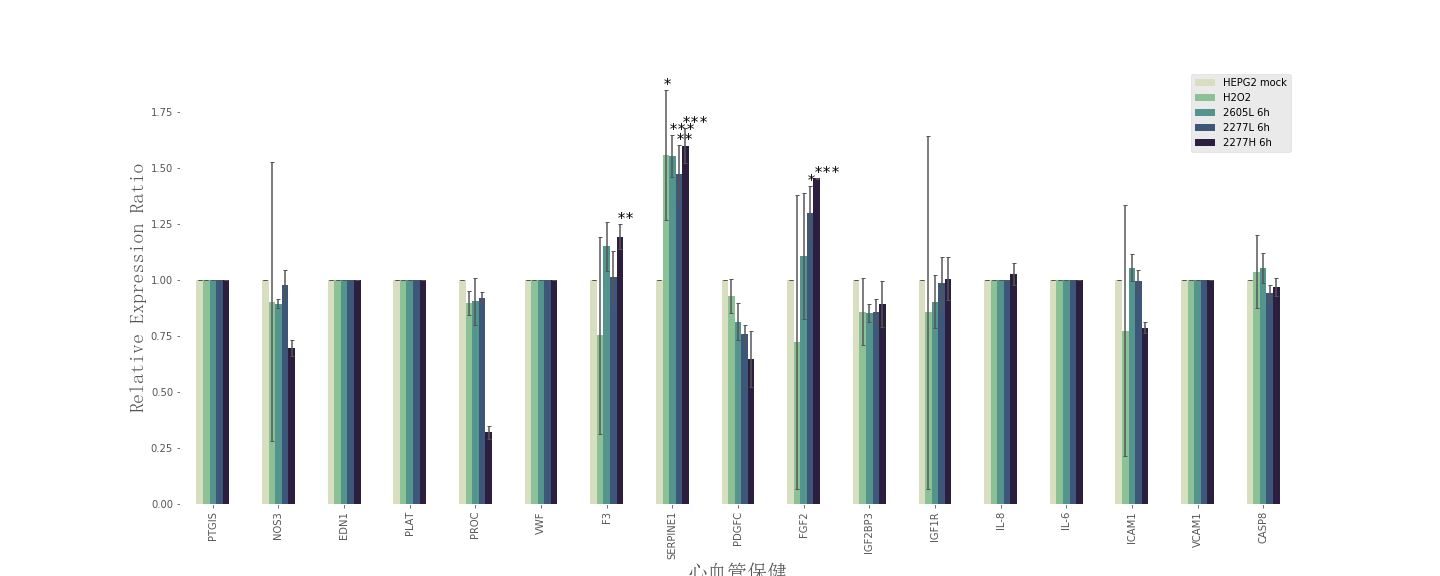 HEPG2 mock
H2O2
2605L 6h
2277L 6h
2277H 6h
*
***
***
**
***
*
**
Relative Expression Ratio
1.75
1.50
1.25
1.00
0.75
0.50
0.25
0.00
PTGIS
NOS3
EDN1
PLAT
PROC
VWF
F3
SERPINE1
PDGFC
FGF2
IGF2BP3
IGF1R
IL-8
IL-6
ICAM1
VCAM1
CASP8
心血管保健